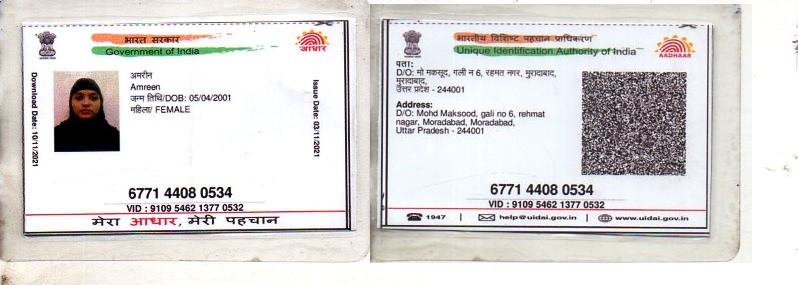 भारत सरकार
Government of India
आधार
Download Date: 10/11/2021
अमरीन
Amreen
जन्म तिथि/DOB: 05/04/2001
महिला/ FEMALE
Issue Date: 03/11/2021
6771 4408 0534
VID : 9109 5462 1377 0532
मेरा आधार, मेरी पहचान
भारतीय विशिष्ट पहचान प्राधिकरण
Unique Identification Authority of India
AADHAAR
पता:
D/O: मो मकसूद, गली न 6, रहमत नगर, मुरादाबाद,
मुरादाबाद,
उत्तर प्रदेश - 244001
Address:
D/O: Mohd Maksood, gali no 6, rehmat
nagar, Moradabad, Moradabad,
Uttar Pradesh - 244001
6771 4408 0534
VID : 9109 5462 1377 0532
1947 | help@uidai.gov.in | www.uidai.gov.in